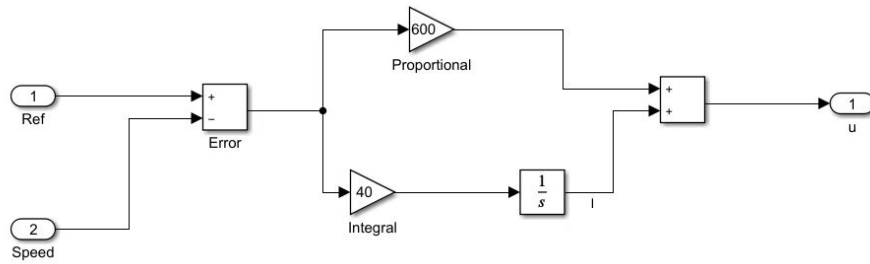 600
Proportional
1
Ref
+
−
Error
+
+
1
u
40
Integral
1
s
I
2
Speed